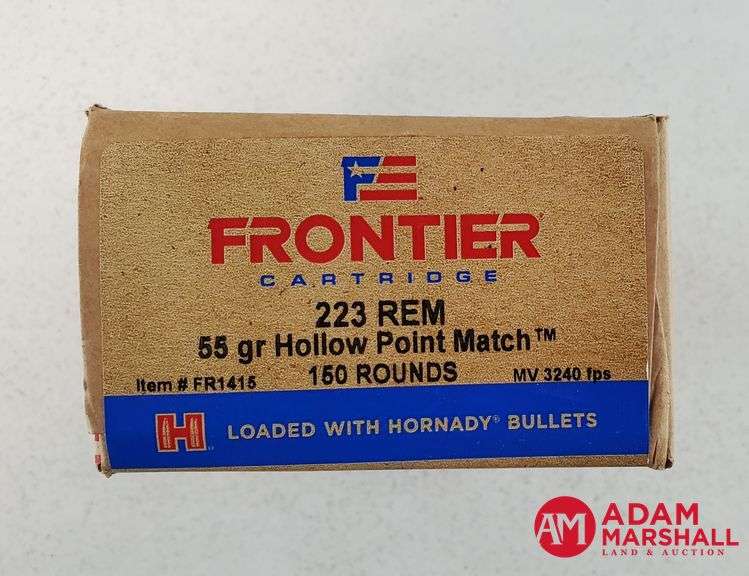 FE
FRONTIER
CARTRIDGE
223 REM
55 gr Hollow Point Match™
Item # FR1415 150 ROUNDS MV 3240 fps
H LOADED WITH HORNADY® BULLETS
AM ADAM
MARSHALL
LAND & AUCTION